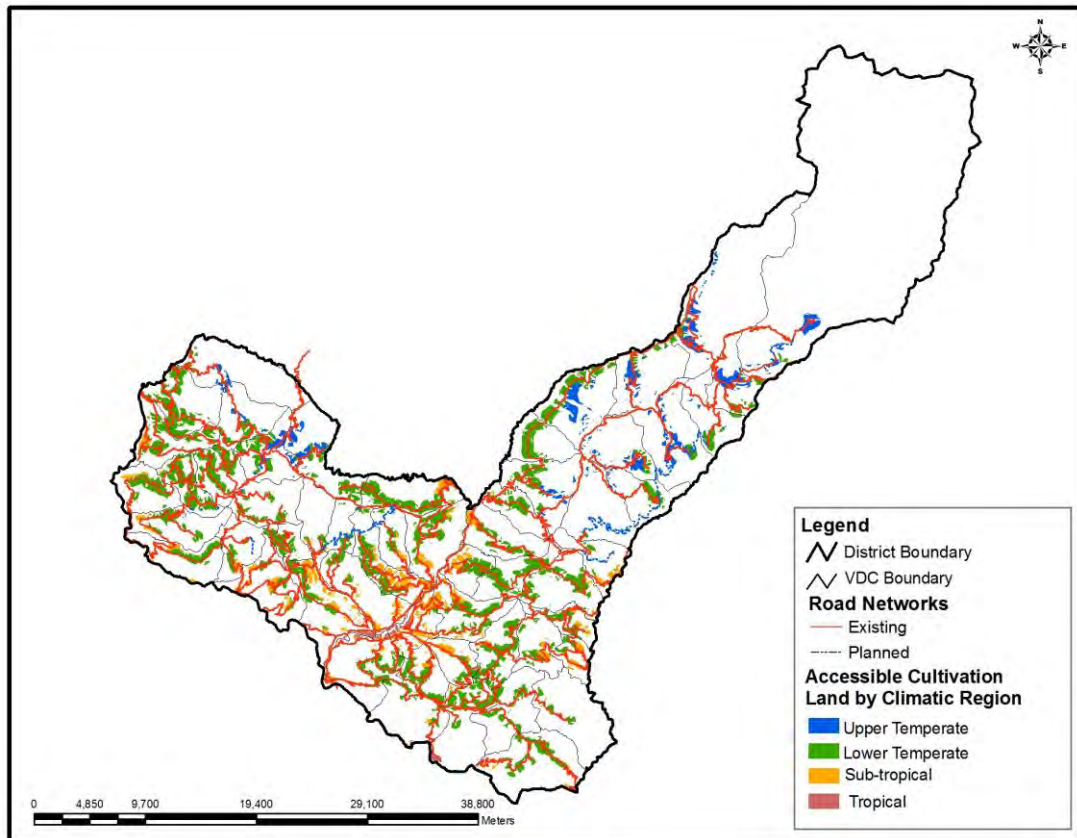 N
W E
S
Legend
District Boundary
VDC Boundary
Road Networks
Existing
Planned
Accessible Cultivation
Land by Climatic Region
Upper Temperate
Lower Temperate
Sub-tropical
Tropical
0 4,850 9,700 19,400 29,100 38,800
Meters